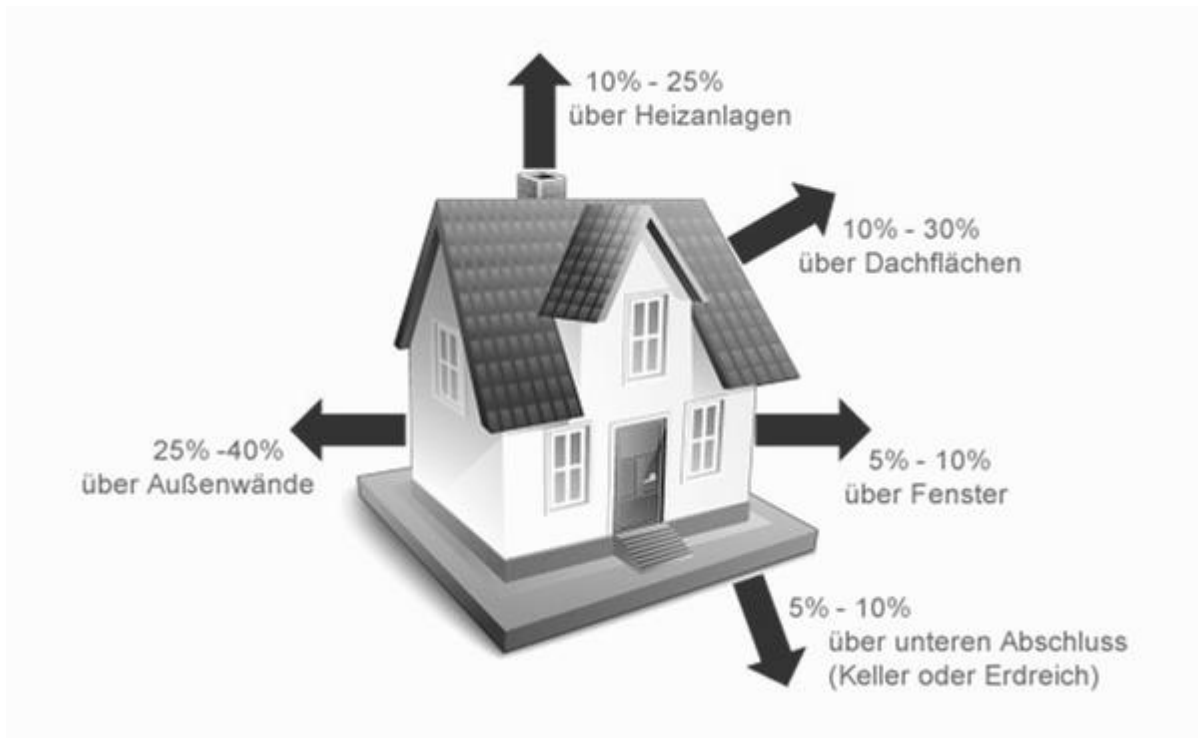 10% - 25%
über Heizanlagen
10% - 30%
über Dachflächen
25% -40%
über Außenwände
5% - 10%
über Fenster
5% - 10%
über unteren Abschluss
(Keller oder Erdreich)